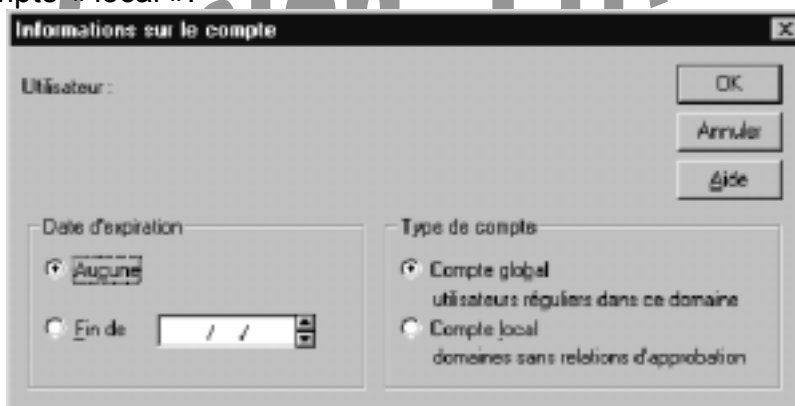 « local ».
Informations sur le compte
Utilisateur :
OK
Annuler
Aide
Date d'expiration
Aucune
Fin de / /
Type de compte
Compte global
utilisateurs réguliers dans ce domaine
Compte local
domaines sans relations d'approbation